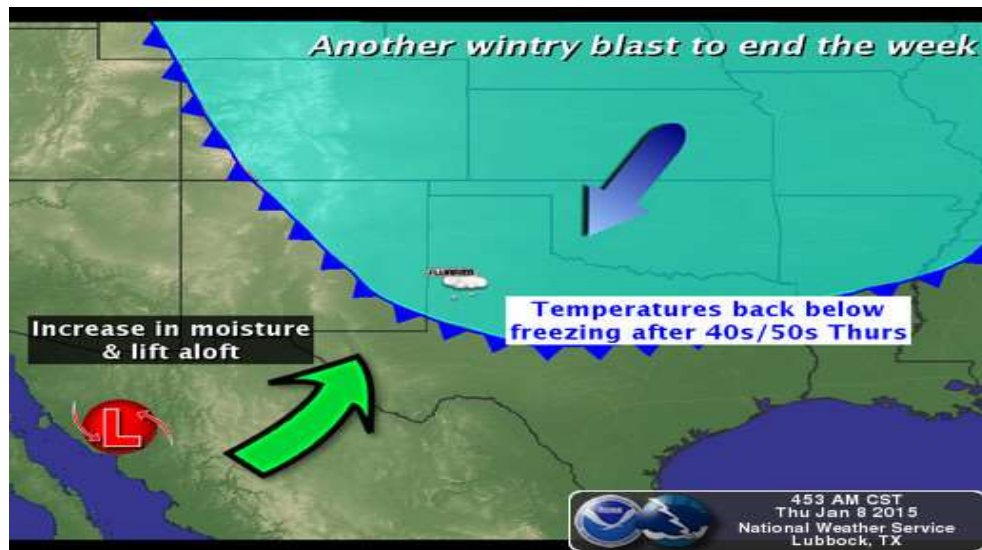 Another wintry blast to end the week
FLURRIES
Temperatures back below
freezing after 40s/50s Thurs
Increase in moisture
& lift aloft
L
453 AM CST
Thu Jan 8 2015
National Weather Service
Lubbock, TX